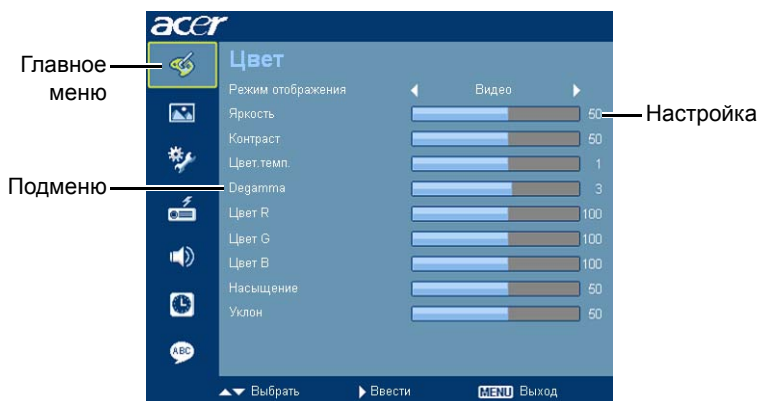 acer
Главное меню
Подменю
Настройка
Цвет
Режим отображения Видео
Яркость 50
Контраст 50
Цвет.темп. 1
Degamma 3
Цвет R 100
Цвет G 100
Цвет B 100
Насыщение 50
Уклон 50
ABC
Выбрать Ввести MENU Выход